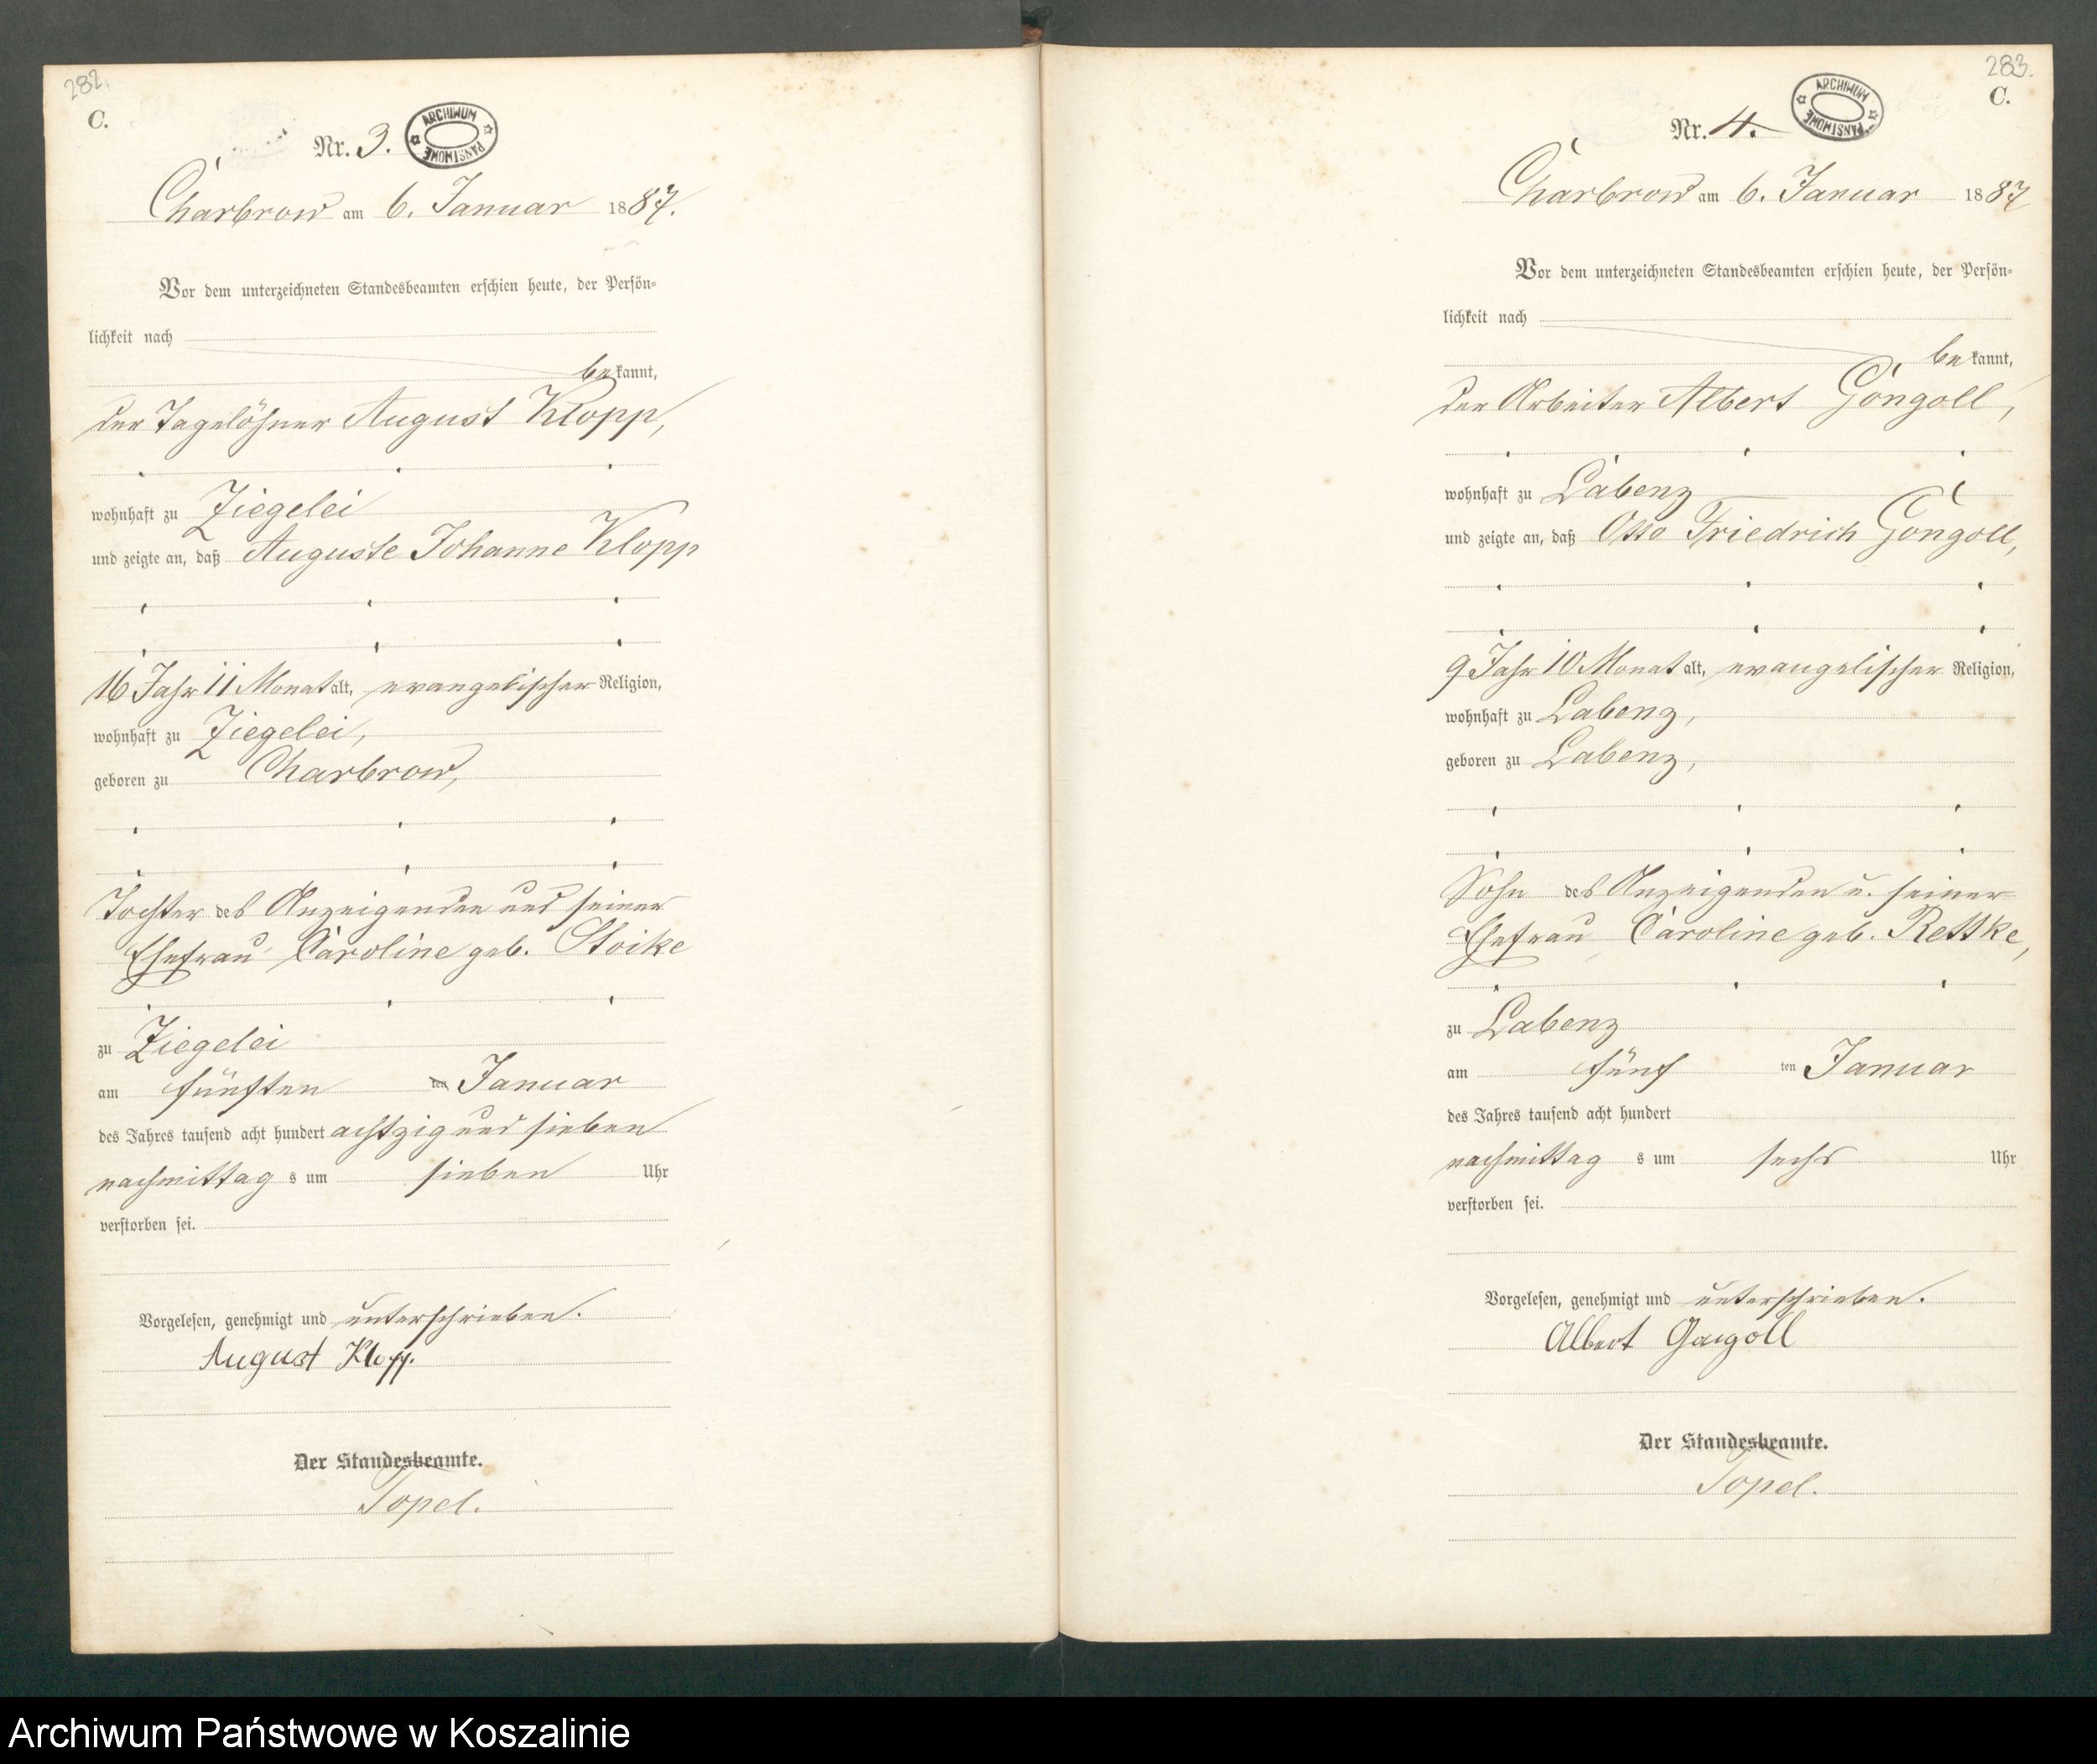 282.
C.
Nr. 3.
ARCHIWUM PAŃSTWOWE
Charbrow am 6. Januar 1887.
Vor dem unterzeichneten Standesbeamten erschien heute, der Persön-
lichkeit nach
bekannt,
der Tagelöhner August Klopp,
wohnhaft zu Ziegelei
und zeigte an, daß Auguste Johanne Klopp
16 Jahr 11 Monat alt, evangelischer Religion,
wohnhaft zu Ziegelei,
geboren zu Charbrow,
Tochter des Anzeigenden und seiner
Ehefrau Caroline geb. Stoike
zu Ziegelei
am fünften ten Januar
des Jahres tausend acht hundert achtzig und sieben
nachmittag s um sieben Uhr
verstorben sei.
Vorgelesen, genehmigt und unterschrieben.
August Klopp.
Der Standesbeamte.
Topel.
283.
C.
Nr. 4.
ARCHIWUM PAŃSTWOWE
Charbrow am 6. Januar 1887
Vor dem unterzeichneten Standesbeamten erschien heute, der Persön-
lichkeit nach
bekannt,
der Arbeiter Albert Gongoll,
wohnhaft zu Labenz
und zeigte an, daß Otto Friedrich Gongoll,
9 Jahr 10 Monat alt, evangelischer Religion,
wohnhaft zu Labenz,
geboren zu Labenz,
Sohn des Anzeigenden u. seiner
Ehefrau Caroline geb. Rettke,
zu Labenz
am fünf ten Januar
des Jahres tausend acht hundert
nachmittag s um sechs Uhr
verstorben sei.
Vorgelesen, genehmigt und unterschrieben.
Albert Gongoll
Der Standesbeamte.
Topel.
Archiwum Państwowe w Koszalinie